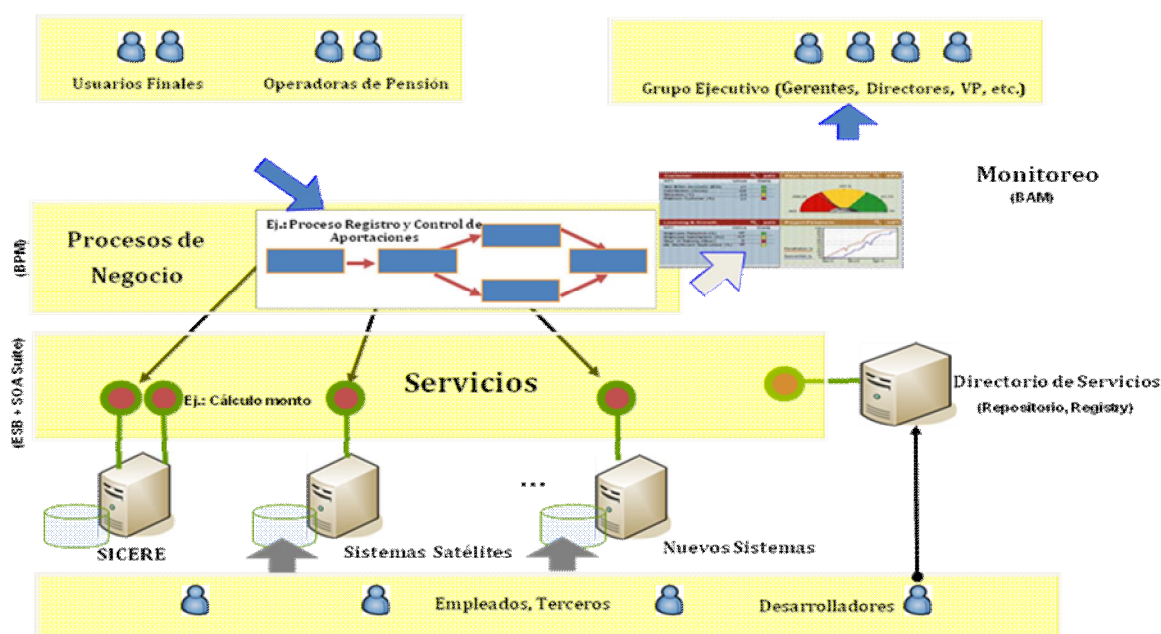 Usuarios Finales
Operadoras de Pensión
Grupo Ejecutivo (Gerentes, Directores, VP, etc.)
Monitoreo
(BAM)
(BPM)
Procesos de
Negocio
Ej.: Proceso Registro y Control de
Aportaciones
(ESB + SOA Suite)
Servicios
Ej.: Cálculo monto
Directorio de Servicios
(Repositorio, Registry)
...
SICERE
Sistemas Satélites
Nuevos Sistemas
Empleados, Terceros
Desarrolladores